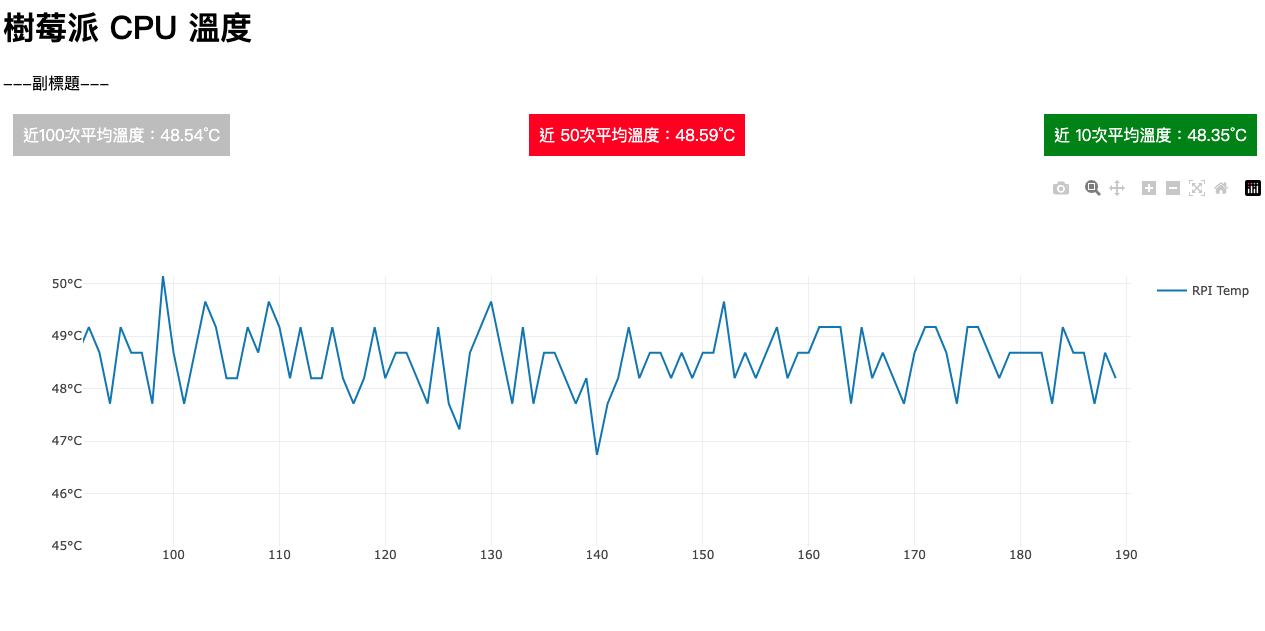 樹莓派 CPU 溫度
---副標題---
近100次平均溫度：48.54˚C
近 50次平均溫度：48.59˚C
近 10次平均溫度：48.35˚C
50°C
49°C
48°C
47°C
46°C
45°C
100 110 120 130 140 150 160 170 180 190
RPI Temp